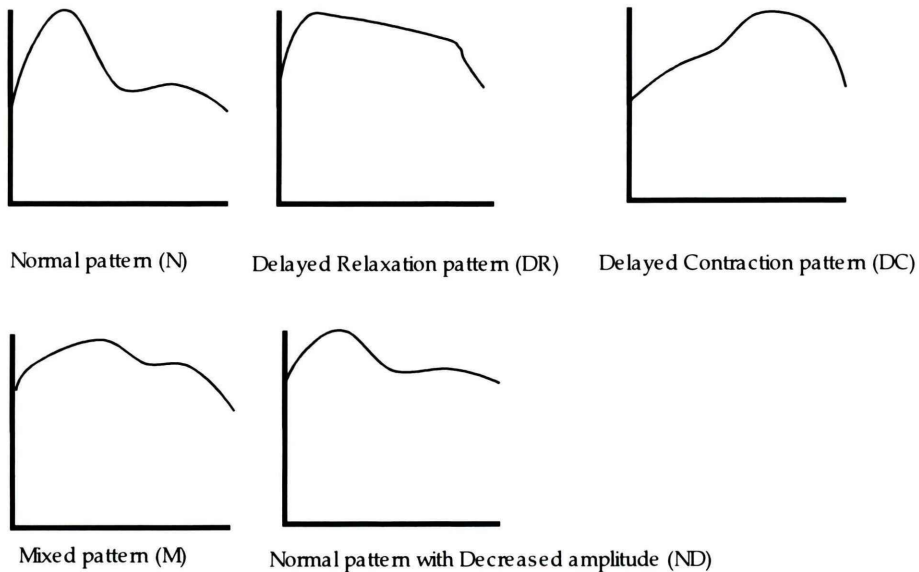 Normal pattern (N)
Delayed Relaxation pattern (DR)
Delayed Contraction pattern (DC)
Mixed pattern (M)
Normal pattern with Decreased amplitude (ND)